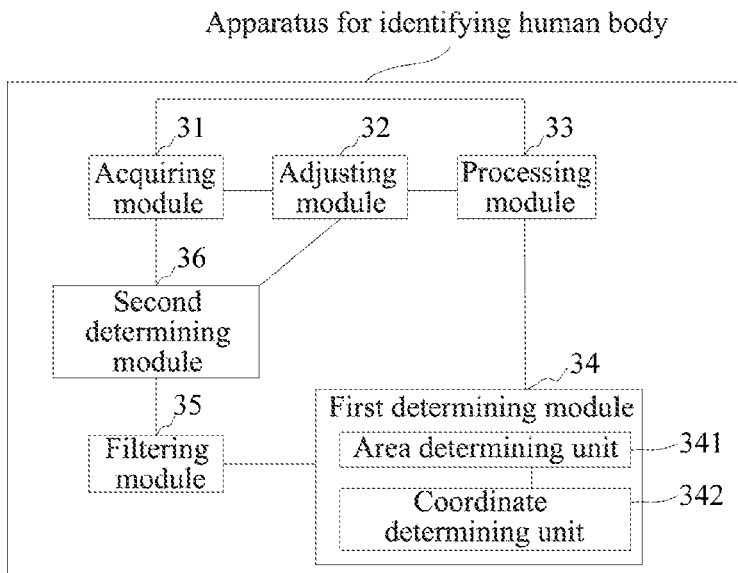 Apparatus for identifying human body
31
32
33
Acquiring
module
Adjusting
module
Processing
module
36
Second
determining
module
34
First determining module
35
Filtering
module
Area determining unit
341
Coordinate
determining unit
342